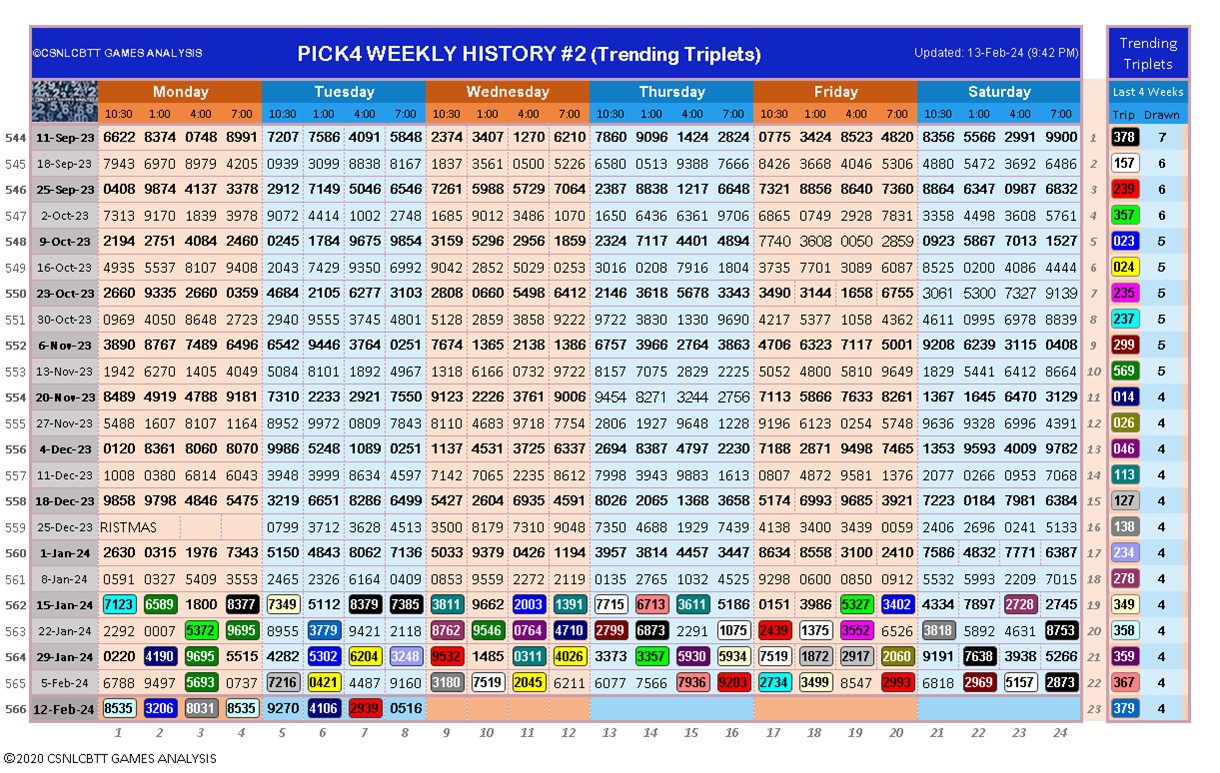 ©CSNLCBTT GAMES ANALYSIS PICK4 WEEKLY HISTORY #2 (Trending Triplets) Updated: 13-Feb-24 (9:42 PM) Trending Triplets
Monday Tuesday Wednesday Thursday Friday Saturday Last 4 Weeks
10:30 1:00 4:00 7:00 10:30 1:00 4:00 7:00 10:30 1:00 4:00 7:00 10:30 1:00 4:00 7:00 10:30 1:00 4:00 7:00 10:30 1:00 4:00 7:00 Trip Drawn
544 11-Sep-23 6622 8374 0748 8991 7207 7586 4091 5848 2374 3407 1270 6210 7860 9096 1424 2824 0775 3424 8523 4820 8356 5566 2991 9900 1 378 7
545 18-Sep-23 7943 6970 8979 4205 0939 3099 8838 8167 1837 3561 0500 5226 6580 0513 9388 7666 8426 3668 4046 5306 4880 5472 3692 6486 2 157 6
546 25-Sep-23 0408 9874 4137 3378 2912 7149 5046 6546 7261 5988 5729 7064 2387 8838 1217 6648 7321 8856 8640 7360 8864 6347 0987 6832 3 239 6
547 2-Oct-23 7313 9170 1839 3978 9072 4414 1002 2748 1685 9012 3486 1070 1650 6436 6361 9706 6865 0749 2928 7831 3358 4498 3608 5761 4 357 6
548 9-Oct-23 2194 2751 4084 2460 0245 1784 9675 9854 3159 5296 2956 1859 2324 7117 4401 4894 7740 3608 0050 2859 0923 5867 7013 1527 5 023 5
549 16-Oct-23 4935 5537 8107 9408 2043 7429 9350 6992 9042 2852 5029 0253 3016 0208 7916 1804 3735 7701 3089 6087 8525 0200 4086 4444 6 024 5
550 23-Oct-23 2660 9335 2660 0359 4684 2105 6277 3103 2808 0660 5498 6412 2146 3618 5678 3343 3490 3144 1658 6755 3061 5300 7327 9139 7 235 5
551 30-Oct-23 0969 4050 8648 2723 2940 9555 3745 4801 5128 2859 3858 9222 9722 3830 1330 9690 4217 5377 1058 4362 4611 0995 6978 8839 8 237 5
552 6-Nov-23 3890 8767 7489 6496 6542 9446 3764 0251 7674 1365 2138 1386 6757 3966 2764 3863 4706 6323 7117 5001 9208 6239 3115 0408 9 299 5
553 13-Nov-23 1942 6270 1405 4049 5084 8101 1892 4967 1318 6166 0732 9722 8157 7075 2829 2225 5052 4800 5810 9649 1829 5441 6412 8664 10 569 5
554 20-Nov-23 8489 4919 4788 9181 7310 2233 2921 7550 9123 2226 3761 9006 9454 8271 3244 2756 7113 5866 7633 8261 1367 1645 6470 3129 11 014 4
555 27-Nov-23 5488 1607 8107 1164 8952 9972 0809 7843 8110 4683 9718 7754 2806 1927 9648 1228 9196 6123 0254 5748 9636 9328 6996 4391 12 026 4
556 4-Dec-23 0120 8361 8060 8070 9986 5248 1089 0251 1137 4531 3725 6337 2694 8387 4797 2230 7188 2871 9498 7465 1353 9593 4009 9782 13 046 4
557 11-Dec-23 1008 0380 6814 6043 3948 3999 8634 4597 7142 7065 2235 8612 7998 3943 9883 1613 0807 4872 9581 1376 2077 0266 0953 7068 14 113 4
558 18-Dec-23 9858 9798 4846 5475 3219 6651 8286 6499 5427 2604 6935 4591 8026 2065 1368 3658 5174 6993 9685 3921 7223 0184 7981 6384 15 127 4
559 25-Dec-23 RISTMAS 0799 3712 3628 4513 3500 8179 7310 9048 7350 4688 1929 7439 4138 3400 3439 0059 2406 2696 0241 5133 16 138 4
560 1-Jan-24 2630 0315 1976 7343 5150 4843 8062 7136 5033 9379 0426 1194 3957 3814 4457 3447 8634 8558 3100 2410 7586 4832 7771 6387 17 234 4
561 8-Jan-24 0591 0327 5409 3553 2465 2326 6164 0409 0853 9559 2272 2119 0135 2765 1032 4525 9298 0600 0850 0912 5532 5993 2209 7015 18 278 4
562 15-Jan-24 7123 6589 1800 8377 7349 5112 8379 7385 3811 9662 2003 1391 7715 6713 3611 5186 0151 3986 5327 3402 4334 7897 2728 2745 19 349 4
563 22-Jan-24 2292 1007 5372 9695 8955 3779 9421 2118 8762 9546 0764 4710 2799 6873 2291 1075 2439 1375 3552 6526 3818 5892 4631 8753 20 358 4
564 29-Jan-24 0220 4190 9695 5515 4282 5302 6204 3248 9532 1485 0311 4026 3373 3357 5930 5934 7519 1872 2917 2060 9191 7638 3938 5266 21 359 4
565 5-Feb-24 6788 9497 5693 0737 7216 0421 4487 9160 3180 7519 2045 6211 6077 7566 7936 9203 2734 3499 8547 2993 6818 2969 5157 2873 22 367 4
566 12-Feb-24 8535 3206 8031 8535 9270 4106 2939 0516 23 379 4
1 2 3 4 5 6 7 8 9 10 11 12 13 14 15 16 17 18 19 20 21 22 23 24
©2020 CSNLCBTT GAMES ANALYSIS